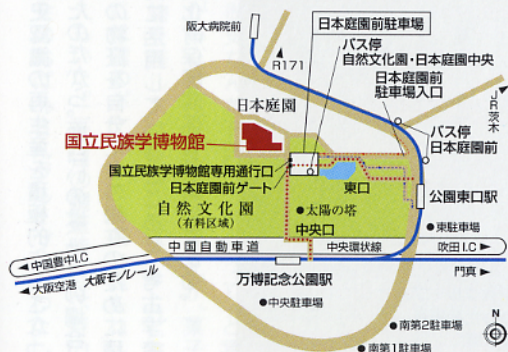 阪大病院前
日本庭園前駐車場
バス停
自然文化園・日本庭園中央
R171
日本庭園前
駐車場入口
JR茨木
日本庭園
国立民族学博物館
バス停
日本庭園前
国立民族学博物館専用通行口
日本庭園前ゲート
東口
公園東口駅
自然文化園
(有料区域)
●太陽の塔
中央口
●東駐車場
中国自動車道
中央環状線
吹田I.C
中国豊中I.C
大阪空港
大阪モノレール
門真
万博記念公園駅
●中央駐車場
●南第2駐車場
●南第1駐車場
N